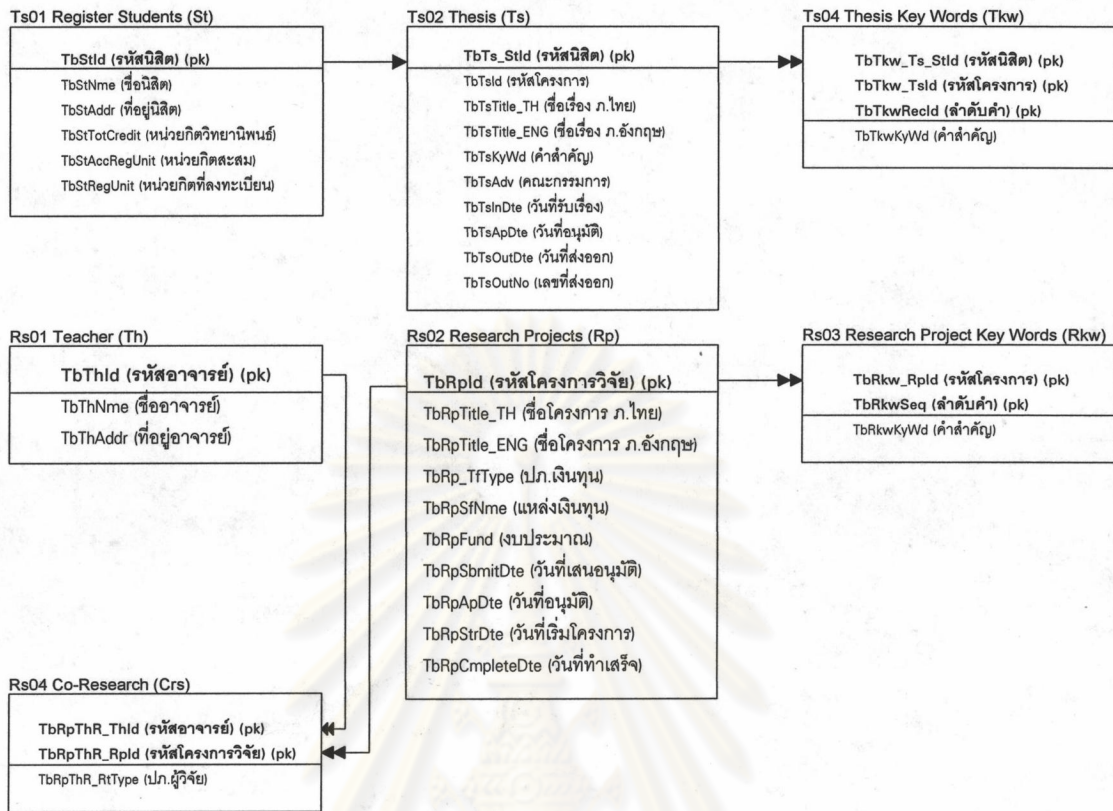 Ts01 Register Students (St)
TbStId (รหัสนิสิต) (pk)
TbStNme (ชื่อนิสิต)
TbStAddr (ที่อยู่นิสิต)
TbStTotCredit (หน่วยกิตวิทยานิพนธ์)
TbStAccRegUnit (หน่วยกิตสะสม)
TbStRegUnit (หน่วยกิตที่ลงทะเบียน)
Ts02 Thesis (Ts)
TbTs_StId (รหัสนิสิต) (pk)
TbTsId (รหัสโครงการ)
TbTsTitle_TH (ชื่อเรื่อง ภ.ไทย)
TbTsTitle_ENG (ชื่อเรื่อง ภ.อังกฤษ)
TbTsKyWd (คำสำคัญ)
TbTsAdv (คณะกรรมการ)
TbTsInDte (วันที่รับเรื่อง)
TbTsApDte (วันที่อนุมัติ)
TbTsOutDte (วันที่ส่งออก)
TbTsOutNo (เลขที่ส่งออก)
Ts04 Thesis Key Words (Tkw)
TbTkw_Ts_StId (รหัสนิสิต) (pk)
TbTkw_TsId (รหัสโครงการ) (pk)
TbTkwRecId (ลำดับคำ) (pk)
TbTkwKyWd (คำสำคัญ)
Rs01 Teacher (Th)
TbThId (รหัสอาจารย์) (pk)
TbThNme (ชื่ออาจารย์)
TbThAddr (ที่อยู่อาจารย์)
Rs02 Research Projects (Rp)
TbRpId (รหัสโครงการวิจัย) (pk)
TbRpTitle_TH (ชื่อโครงการ ภ.ไทย)
TbRpTitle_ENG (ชื่อโครงการ ภ.อังกฤษ)
TbRp_TfType (ปภ.เงินทุน)
TbRpSfNme (แหล่งเงินทุน)
TbRpFund (งบประมาณ)
TbRpSbmitDte (วันที่เสนอนุมัติ)
TbRpApDte (วันที่อนุมัติ)
TbRpStrDte (วันที่เริ่มโครงการ)
TbRpCmpleteDte (วันที่ทำเสร็จ)
Rs03 Research Project Key Words (Rkw)
TbRkw_RpId (รหัสโครงการ) (pk)
TbRkwSeq (ลำดับคำ) (pk)
TbRkwKyWd (คำสำคัญ)
Rs04 Co-Research (Crs)
TbRpThR_ThId (รหัสอาจารย์) (pk)
TbRpThR_RpId (รหัสโครงการวิจัย) (pk)
TbRpThR_RtType (ปภ.ผู้วิจัย)